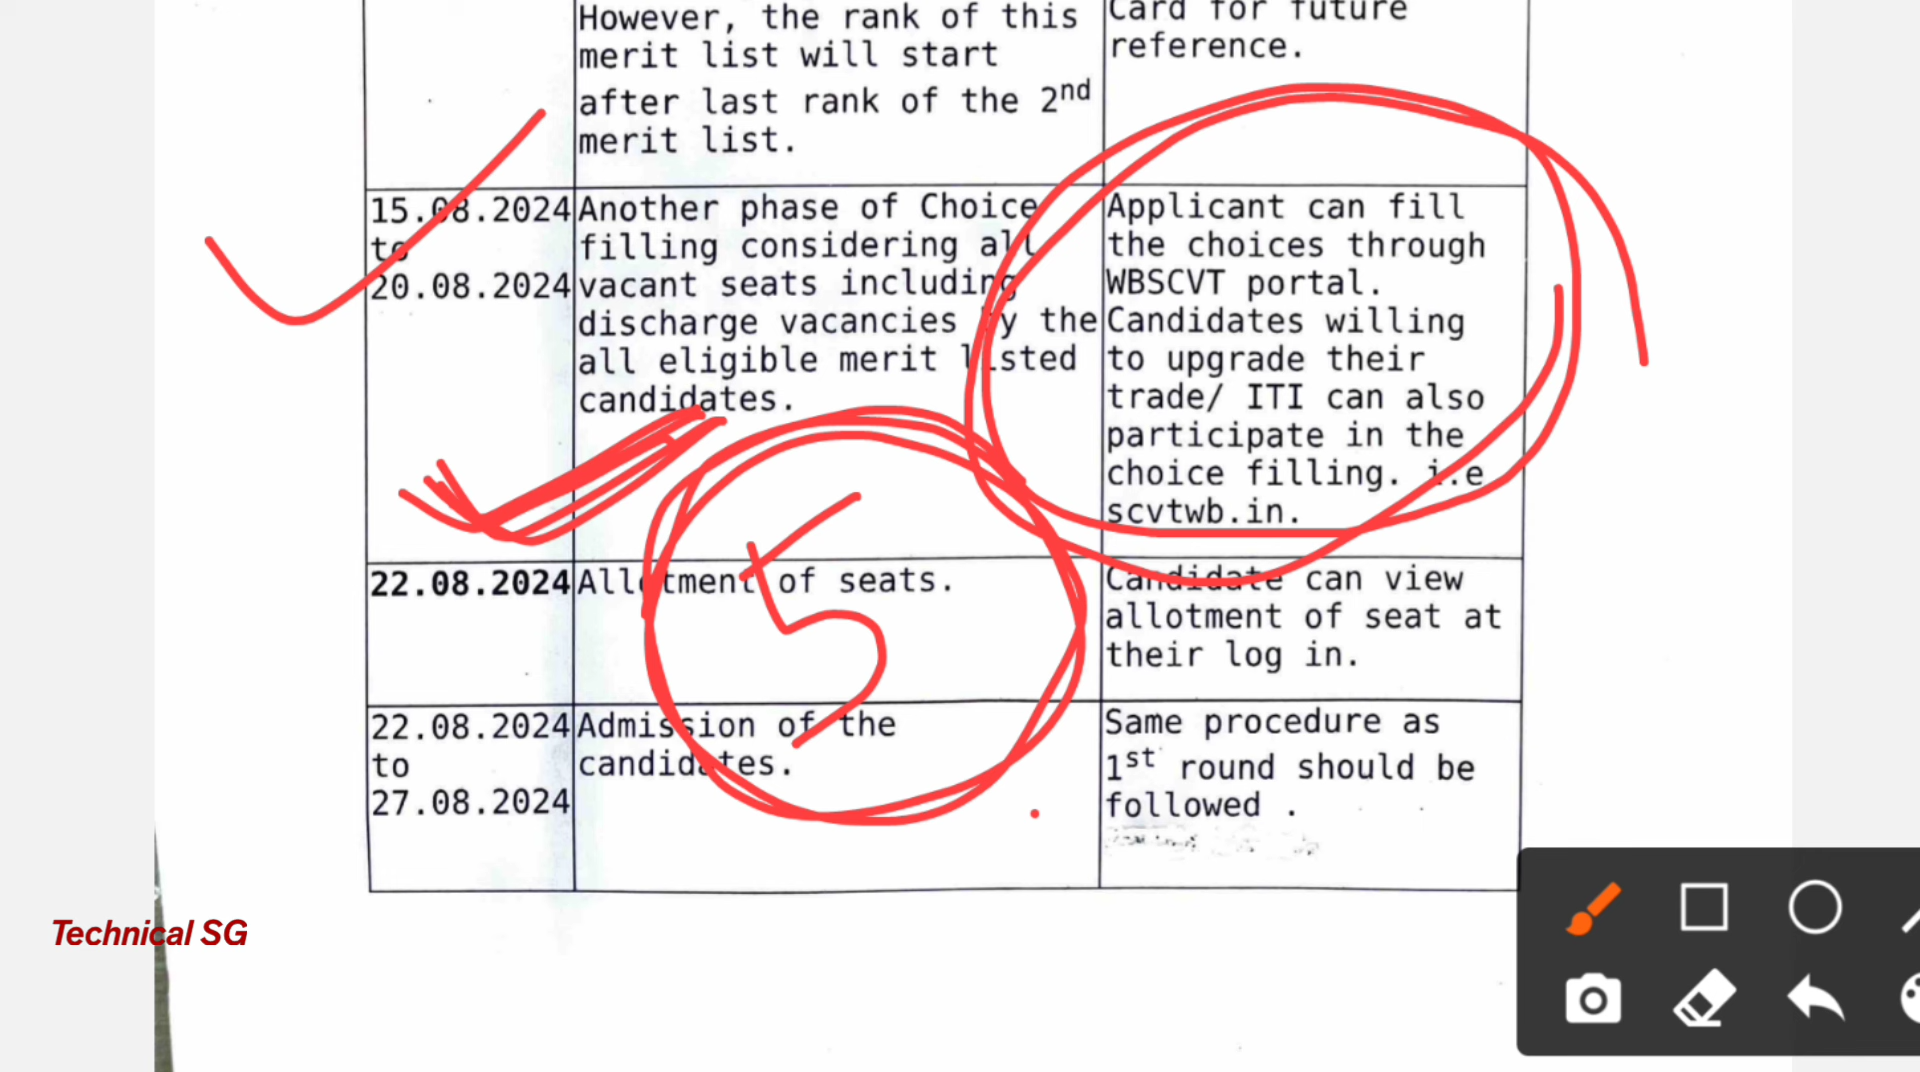 However, the rank of this
merit list will start
after last rank of the 2nd
merit list.
Card for future
reference.
15.08.2024
to
20.08.2024
Another phase of Choice
filling considering all
vacant seats including
discharge vacancies by the
all eligible merit listed
candidates.
Applicant can fill
the choices through
WBSCVT portal.
Candidates willing
to upgrade their
trade/ ITI can also
participate in the
choice filling. i.e
scvtwb.in.
22.08.2024
Allotment of seats.
Candidate can view
allotment of seat at
their log in.
5
22.08.2024
to
27.08.2024
Admission of the
candidates.
Same procedure as
1st round should be
followed .
Technical SG